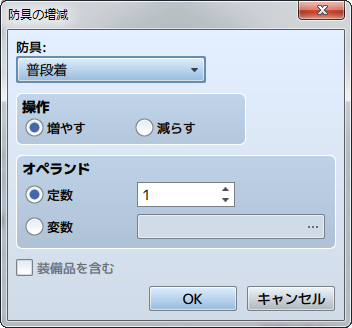 防具の増減
防具:
普段着
操作
増やす 減らす
オペランド
定数 1
変数 ...
装備品を含む
OK キャンセル